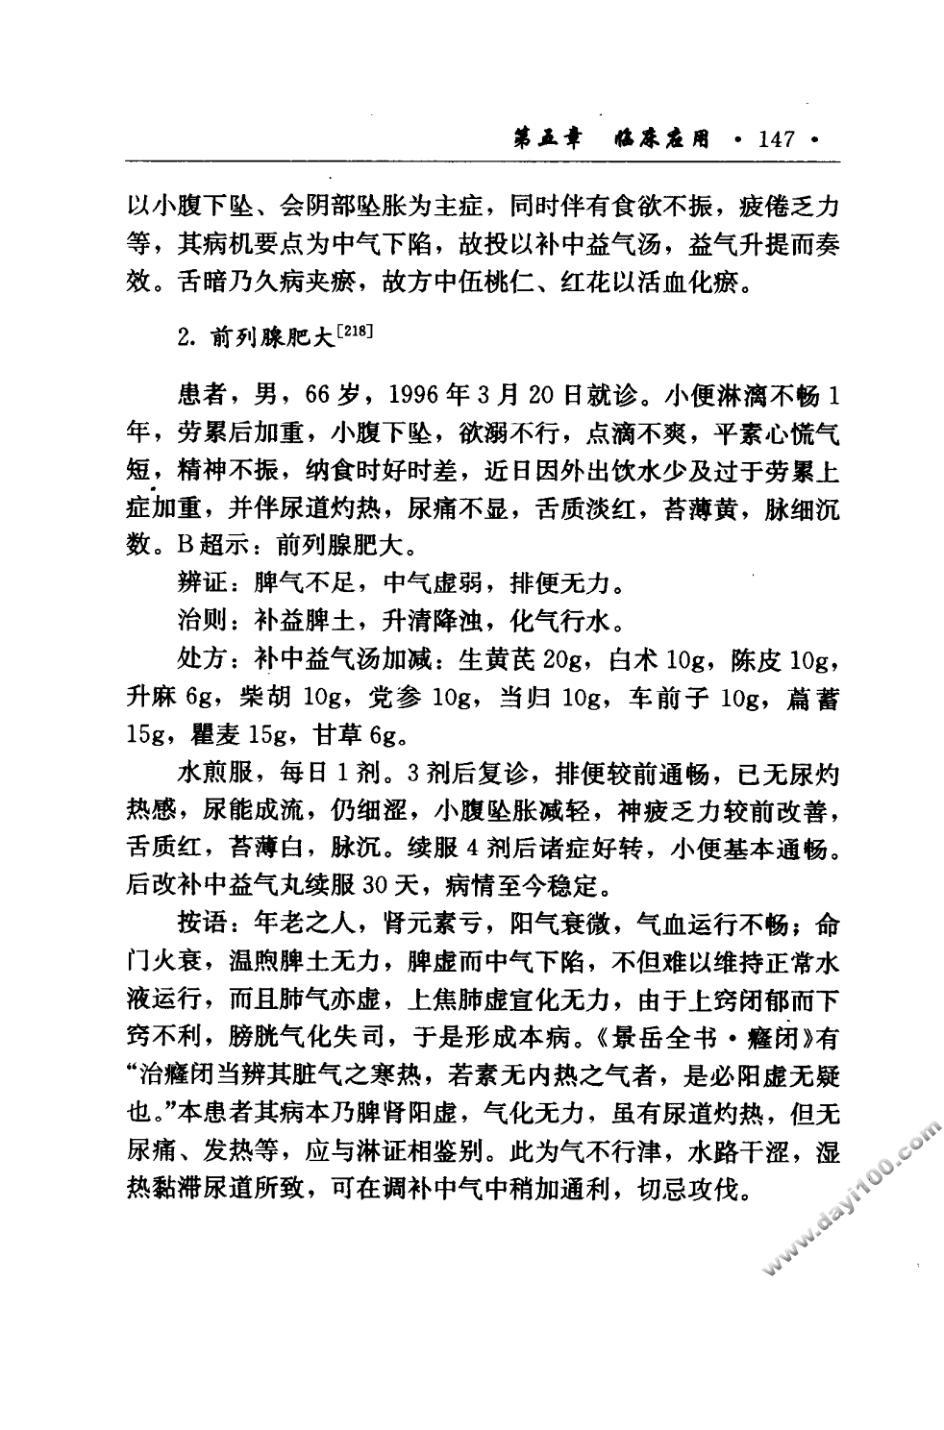 第五章 临床应用 · 147 ·
以小腹下坠、会阴部坠胀为主症，同时伴有食欲不振，疲倦乏力
等，其病机要点为中气下陷，故投以补中益气汤，益气升提而奏
效。舌暗乃久病夹瘀，故方中伍桃仁、红花以活血化瘀。
2. 前列腺肥大[218]
患者，男，66 岁，1996 年 3 月 20 日就诊。小便淋漓不畅 1
年，劳累后加重，小腹下坠，欲溺不行，点滴不爽，平素心慌气
短，精神不振，纳食时好时差，近日因外出饮水少及过于劳累上
症加重，并伴尿道灼热，尿痛不显，舌质淡红，苔薄黄，脉细沉
数。B 超示：前列腺肥大。
辨证：脾气不足，中气虚弱，排便无力。
治则：补益脾土，升清降浊，化气行水。
处方：补中益气汤加减：生黄芪 20g，白术 10g，陈皮 10g，
升麻 6g，柴胡 10g，党参 10g，当归 10g，车前子 10g，萹蓄
15g，瞿麦 15g，甘草 6g。
水煎服，每日 1 剂。3 剂后复诊，排便较前通畅，已无尿灼
热感，尿能成流，仍细涩，小腹坠胀减轻，神疲乏力较前改善，
舌质红，苔薄白，脉沉。续服 4 剂后诸症好转，小便基本通畅。
后改补中益气丸续服 30 天，病情至今稳定。
按语：年老之人，肾元素亏，阳气衰微，气血运行不畅；命
门火衰，温煦脾土无力，脾虚而中气下陷，不但难以维持正常水
液运行，而且肺气亦虚，上焦肺虚宣化无力，由于上窍闭郁而下
窍不利，膀胱气化失司，于是形成本病。《景岳全书·癃闭》有
“治癃闭当辨其脏气之寒热，若素无内热之气者，是必阳虚无疑
也。”本患者其病本乃脾肾阳虚，气化无力，虽有尿道灼热，但无
尿痛、发热等，应与淋证相鉴别。此为气不行津，水路干涩，湿
热黏滞尿道所致，可在调补中气中稍加通利，切忌攻伐。
www.dayi100.com